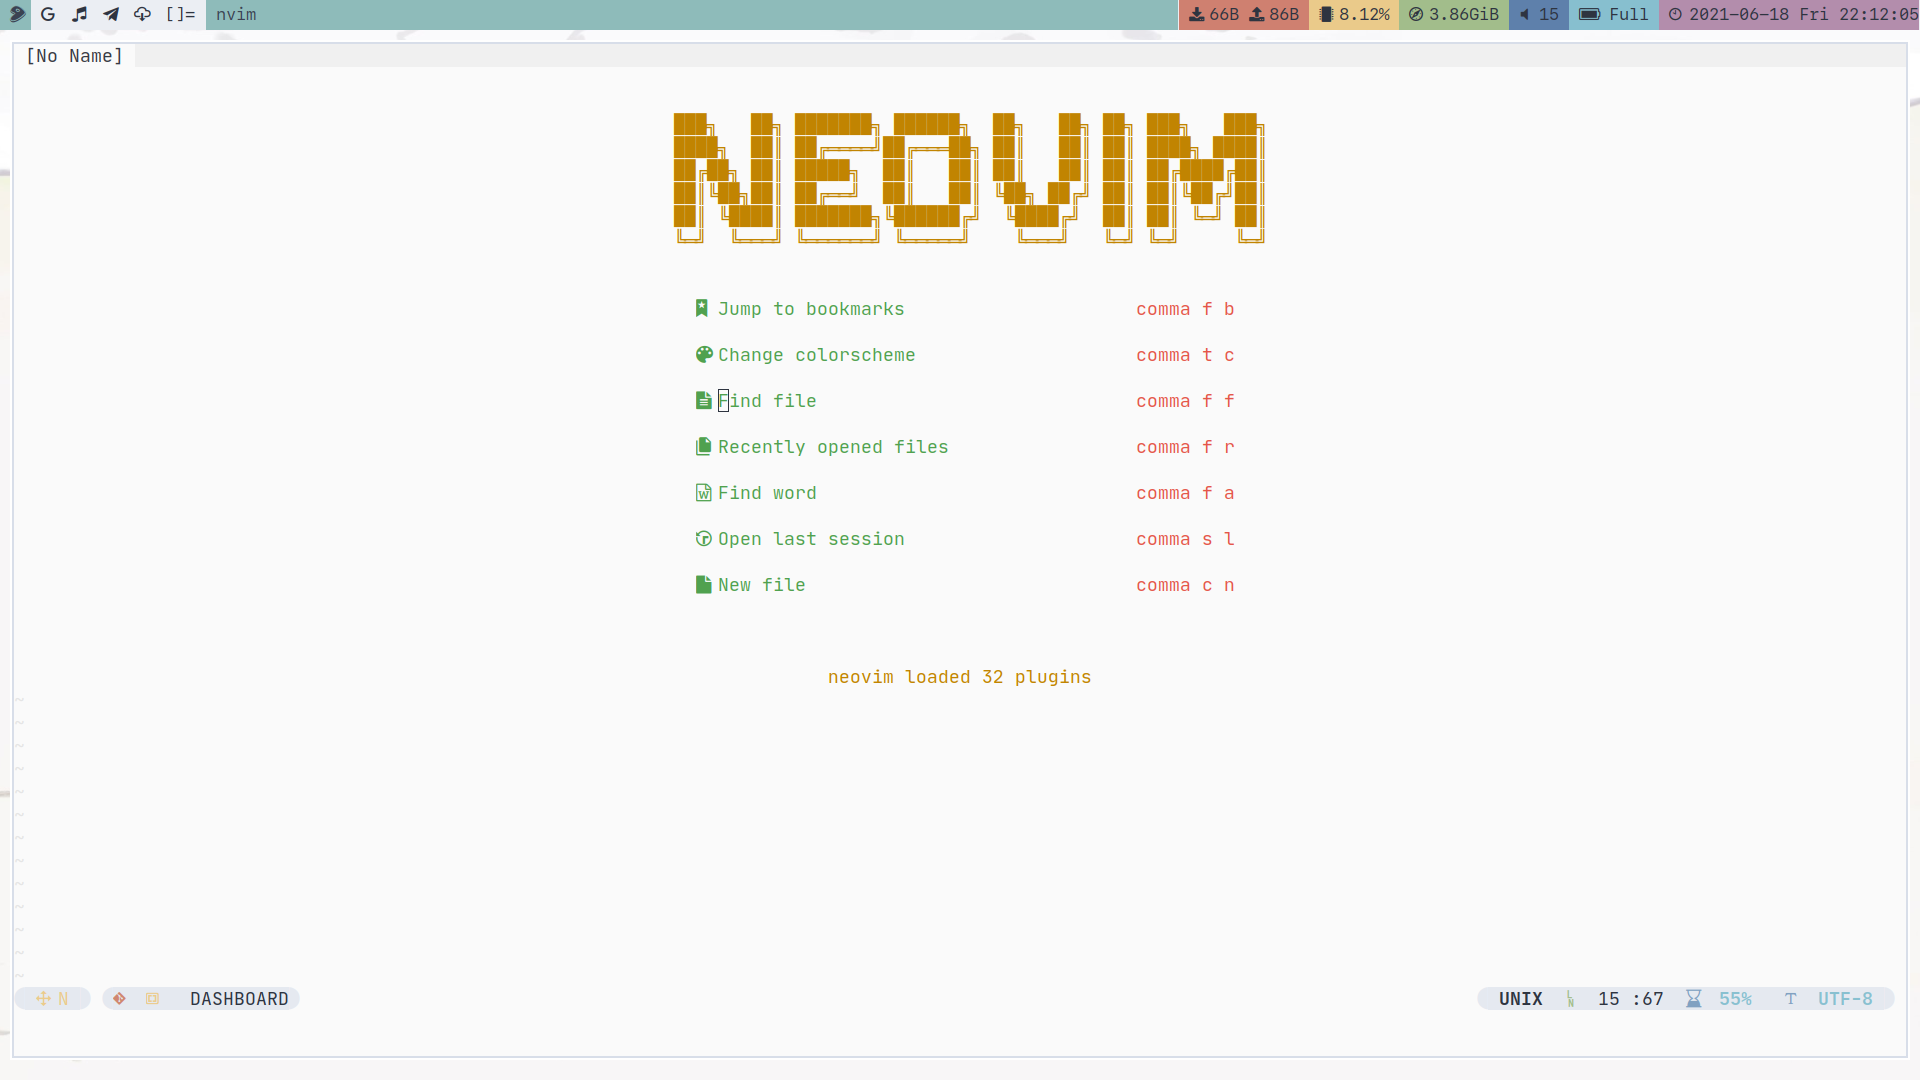 []= nvim 66B 86B 8.12% 3.86GiB 15 Full 2021-06-18 Fri 22:12:05
[No Name]
NEOVIM
Jump to bookmarks comma f b
Change colorscheme comma t c
Find file comma f f
Recently opened files comma f r
Find word comma f a
Open last session comma s l
New file comma c n
neovim loaded 32 plugins
~
~
~
~
~
~
~
~
~
~
~
~
~
N DASHBOARD UNIX LN 15 :67 55% T UTF-8